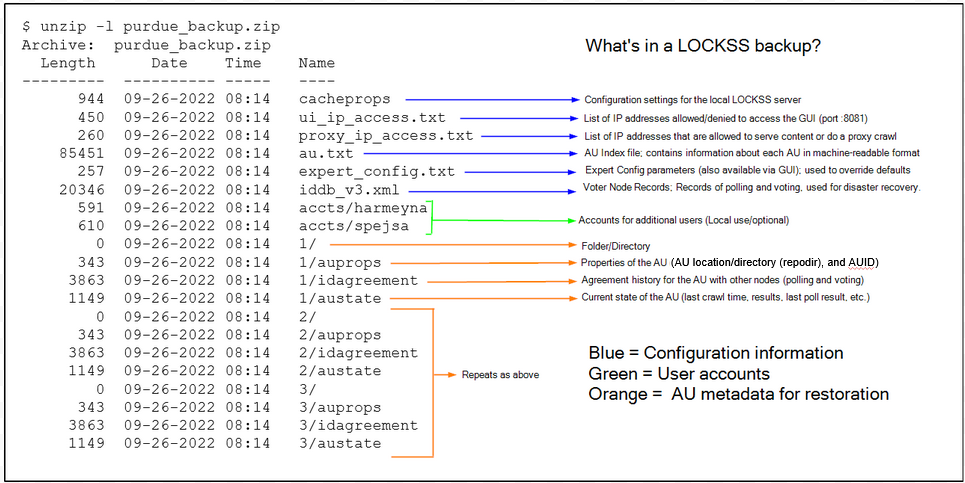 $ unzip -l purdue_backup.zip
What's in a LOCKSS backup?
Archive: purdue_backup.zip
Length Date Time Name
--------- ---------- ----- ----
944 09-26-2022 08:14 cacheprops Configuration settings for the local LOCKSS server
450 09-26-2022 08:14 ui_ip_access.txt List of IP addresses allowed/denied to access the GUI (port :8081)
260 09-26-2022 08:14 proxy_ip_access.txt List of IP addresses that are allowed to serve content or do a proxy crawl
85451 09-26-2022 08:14 au.txt AU Index file; contains information about each AU in machine-readable format
257 09-26-2022 08:14 expert_config.txt Expert Config parameters (also available via GUI); used to override defaults
20346 09-26-2022 08:14 iddb_v3.xml Voter Node Records; Records of polling and voting, used for disaster recovery.
591 09-26-2022 08:14 accts/harmeyna
Accounts for additional users (Local use/optional)
610 09-26-2022 08:14 accts/spejsa
0 09-26-2022 08:14 1/ Folder/Directory
343 09-26-2022 08:14 1/auprops Properties of the AU (AU location/directory (repodir), and AUID)
3863 09-26-2022 08:14 1/idagreement Agreement history for the AU with other nodes (polling and voting)
1149 09-26-2022 08:14 1/austate Current state of the AU (last crawl time, results, last poll result, etc.)
0 09-26-2022 08:14 2/
343 09-26-2022 08:14 2/auprops
3863 09-26-2022 08:14 2/idagreement
1149 09-26-2022 08:14 2/austate
Repeats as above
0 09-26-2022 08:14 3/
343 09-26-2022 08:14 3/auprops
3863 09-26-2022 08:14 3/idagreement
1149 09-26-2022 08:14 3/austate
Blue = Configuration information
Green = User accounts
Orange = AU metadata for restoration